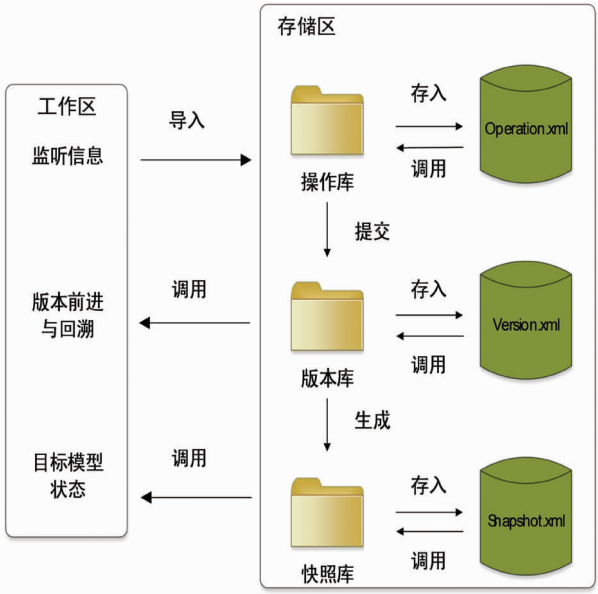 存储区
工作区
监听信息
导入
操作库
存入
调用
Operation.xml
提交
版本前进
与回溯
调用
版本库
存入
调用
Version.xml
生成
目标模型
状态
调用
快照库
存入
调用
Shapshot.xml